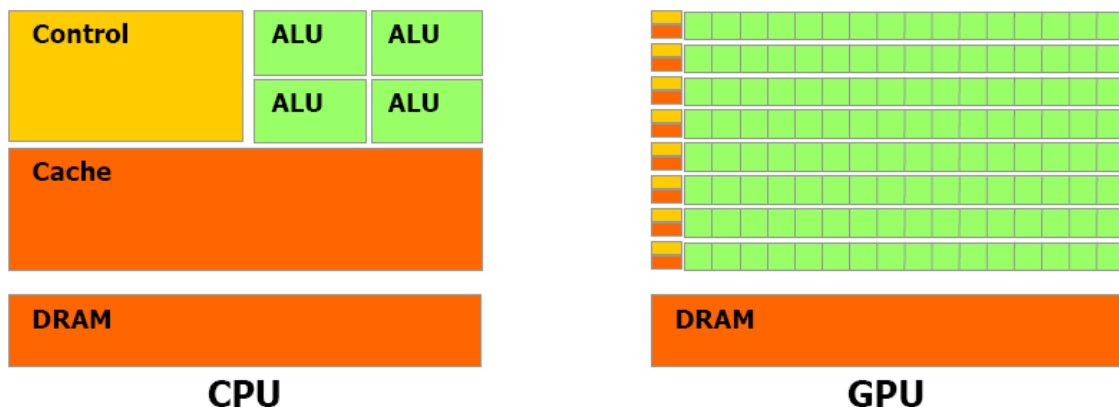 Control
ALU
ALU
ALU
ALU
Cache
DRAM
CPU
DRAM
GPU